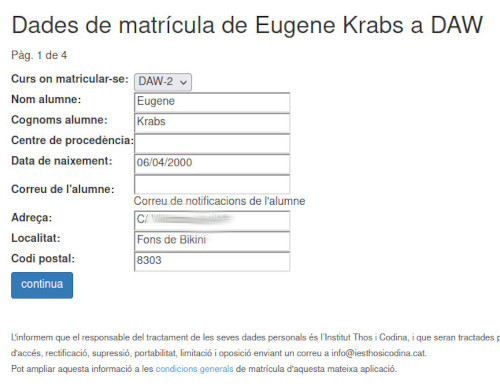 Dades de matrícula de Eugene Krabs a DAW
Pàg. 1 de 4
Curs on matricular-se: DAW-2
Nom alumne: Eugene
Cognoms alumne: Krabs
Centre de procedència:
Data de naixement: 06/04/2000
Correu de l'alumne:
Correu de notificacions de l'alumne
Adreça: C/
Localitat: Fons de Bikini
Codi postal: 8303
continua
L'informem que el responsable del tractament de les seves dades personals és l'Institut Thos i Codina, i que seran tractades p
d'accés, rectificació, supressió, portabilitat, limitació i oposició enviant un correu a info@iesthosicodina.cat.
Pot ampliar aquesta informació a les condicions generals de matrícula d'aquesta mateixa aplicació.